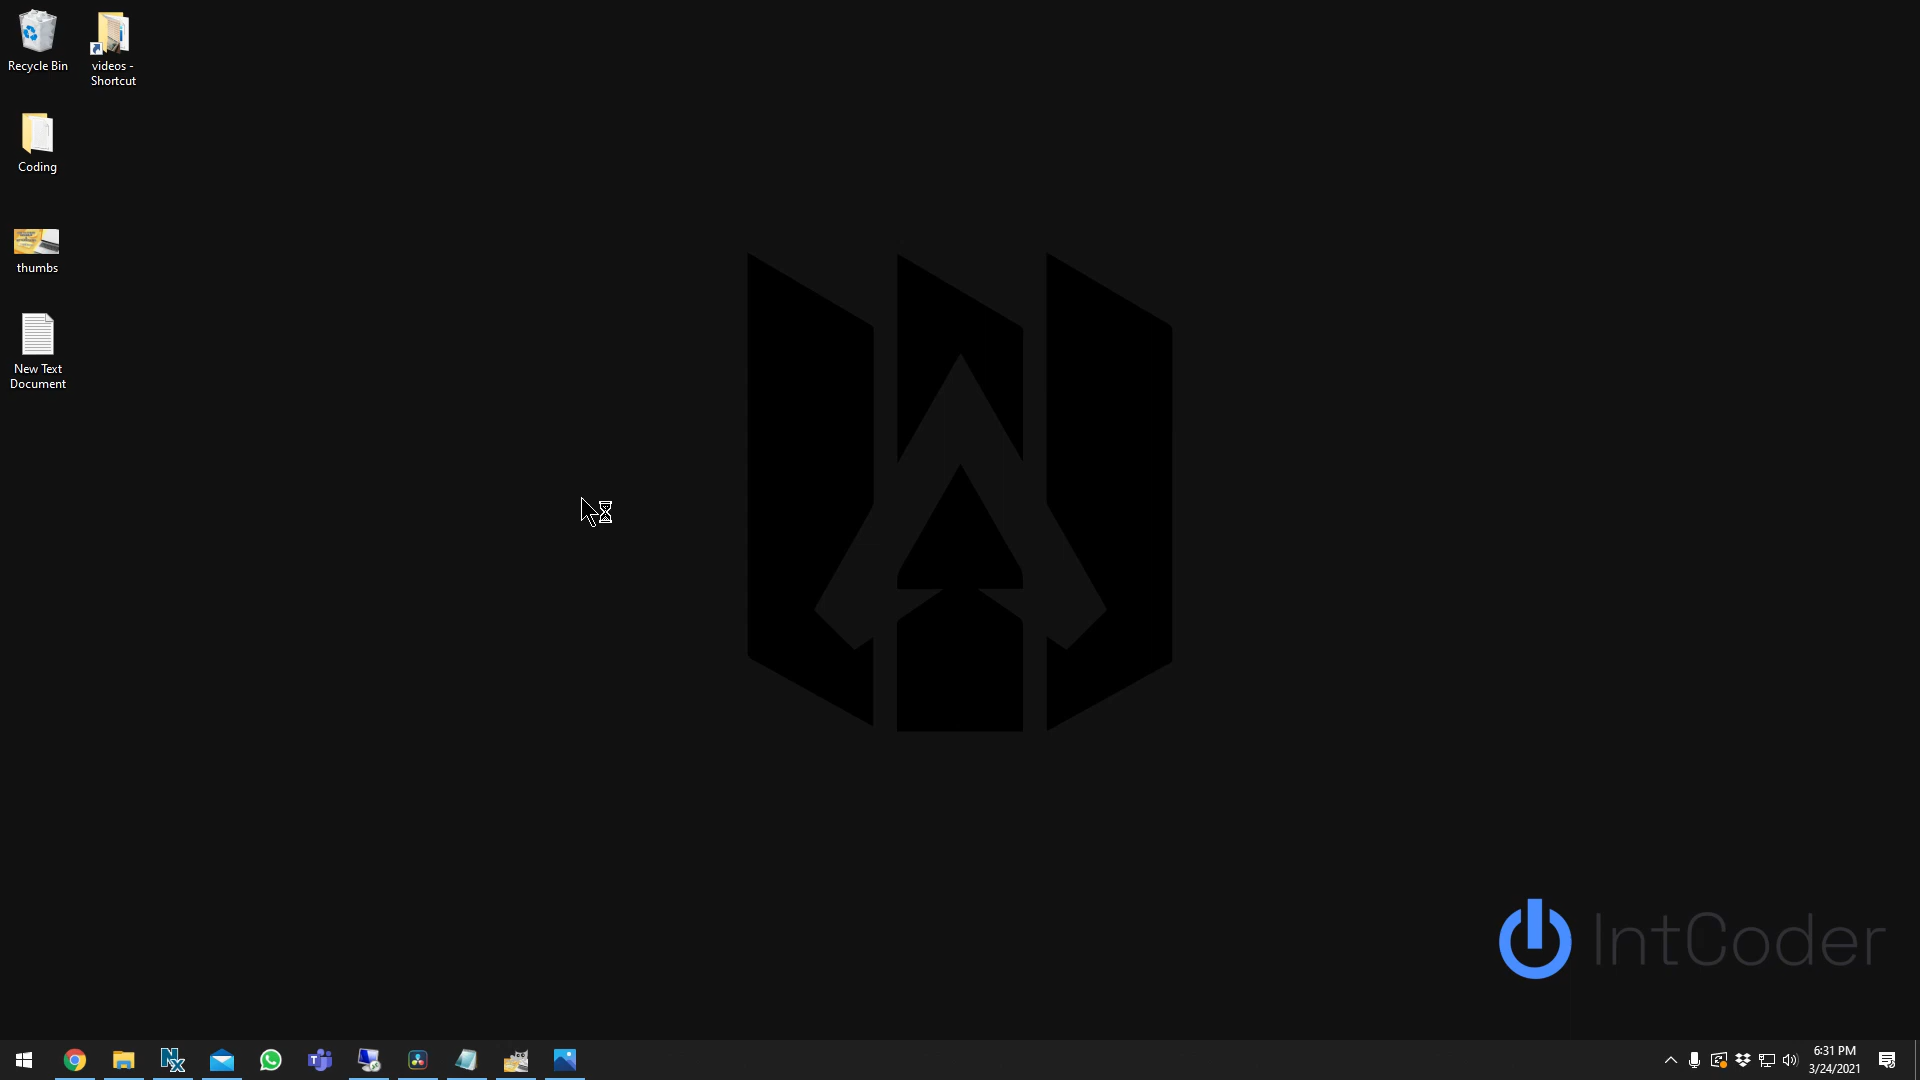 Recycle Bin
videos -
Shortcut
Coding
thumbs
New Text
Document
IntCoder
6:31 PM
3/24/2021